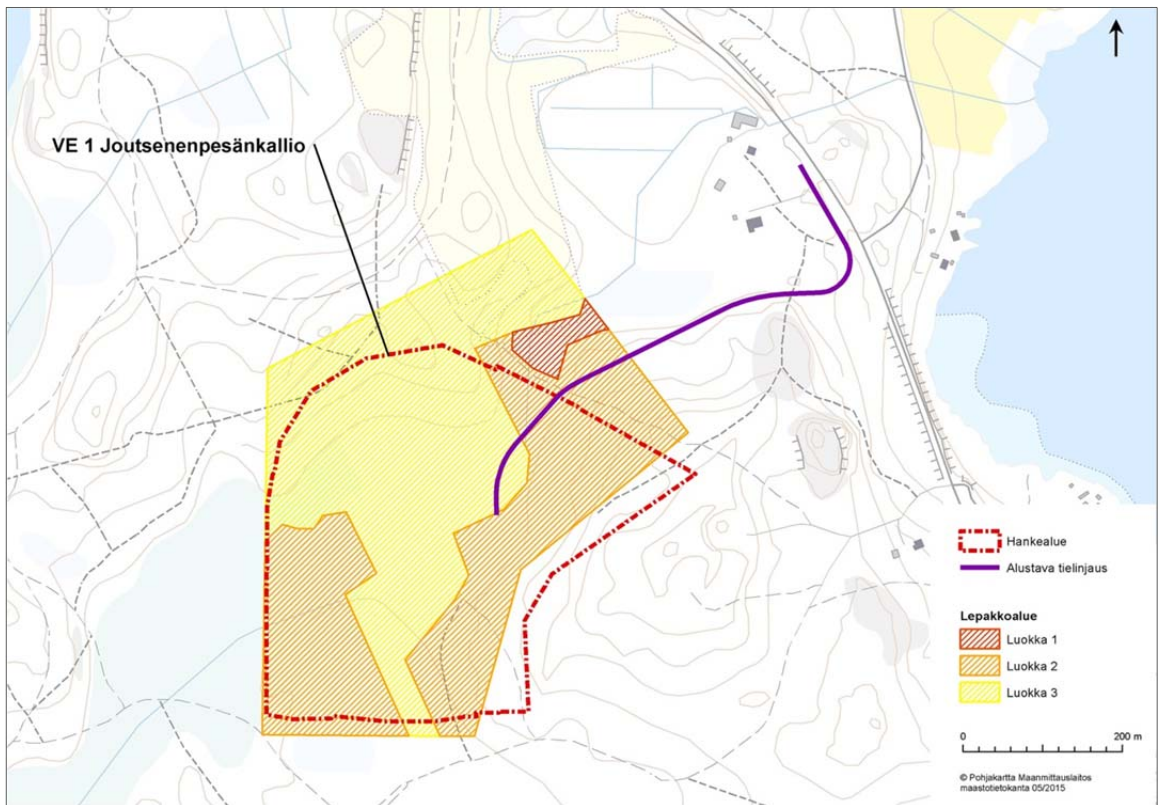 VE 1 Joutsenenpesänkallio
Hankealue
Alustava tielinjaus
Lepakkoalue
Luokka 1
Luokka 2
Luokka 3
0 200 m
© Pohjakartta Maanmittauslaitos
maastotietokanta 05/2015